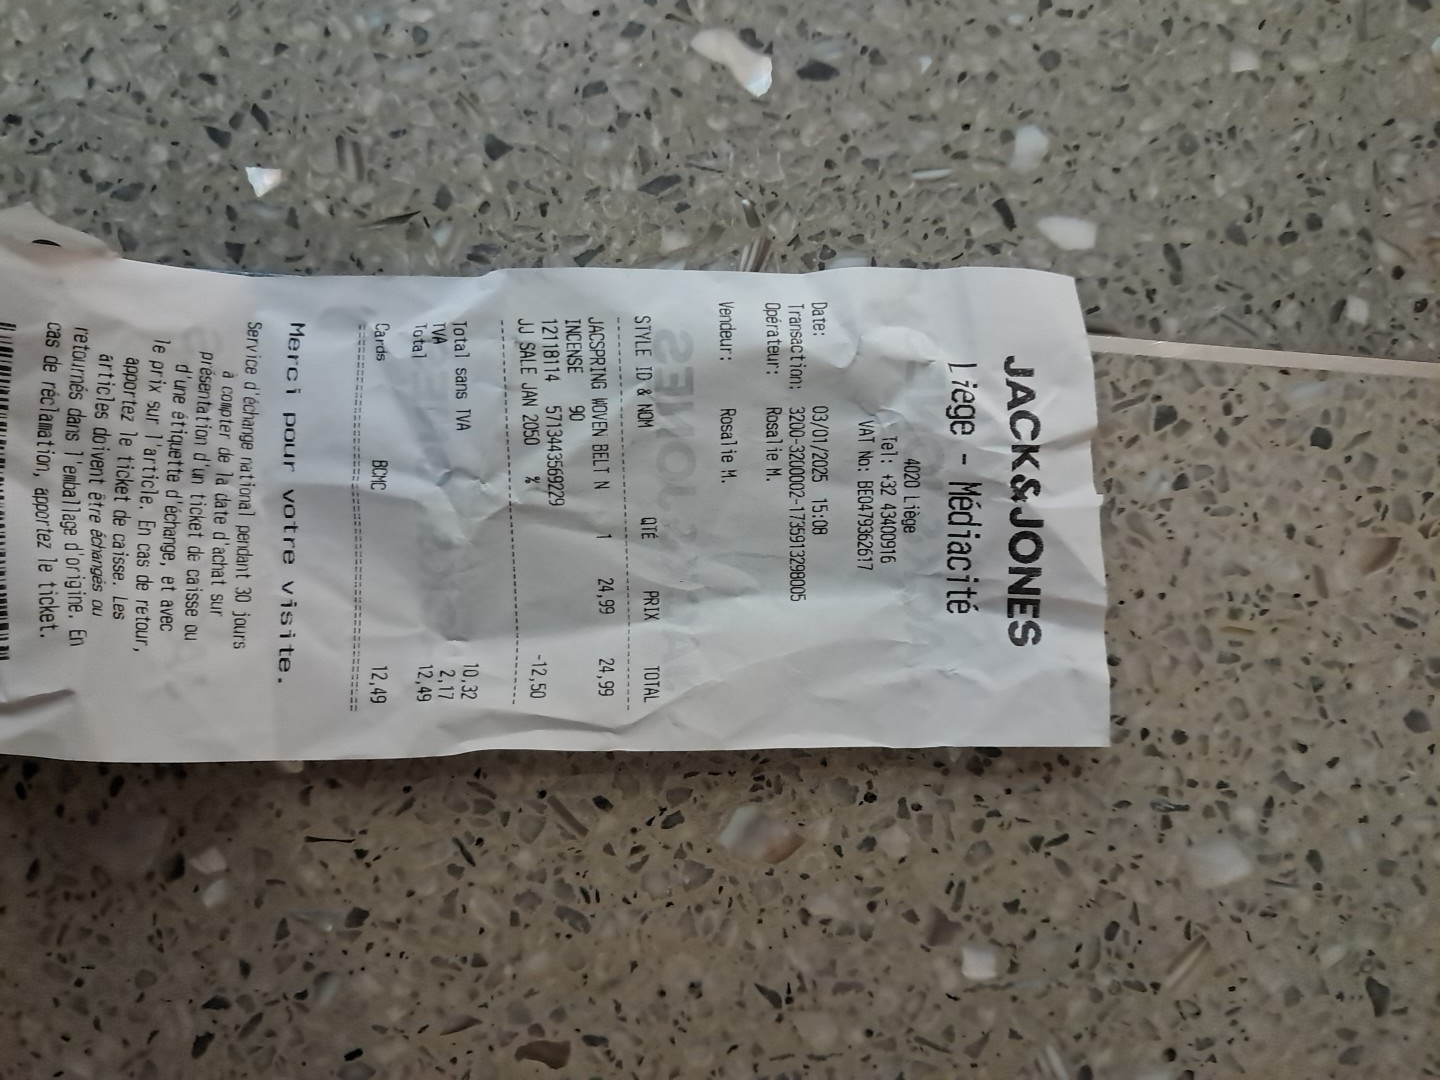 JACK&JONES
Liège - Médiacité
4020 Liège
Tel: +32 43400916
VAT No: BE0479362617
Date: 03/01/2025 15:08
Transaction: 3200-3200002-1735913298005
Opérateur: Rosalie M.
Vendeur: Rosalie M.
STYLE ID & NOM QTÉ PRIX TOTAL
JACSPRING WOVEN BELT N 1 24,99 24,99
INCENSE 90
12118114 5713443569229
JJ SALE JAN 2050 % -12,50
Total sans TVA 10,32
TVA 2,17
Total 12,49
Cards BCMC 12,49
Merci pour votre visite.
Service d'échange national pendant 30 jours
à compter de la date d'achat sur
présentation d'un ticket de caisse ou
d'une étiquette d'échange, et avec
le prix sur l'article. En cas de retour,
apportez le ticket de caisse. Les
articles doivent être échangés ou
retournés dans l'emballage d'origine. En
cas de réclamation, apportez le ticket.